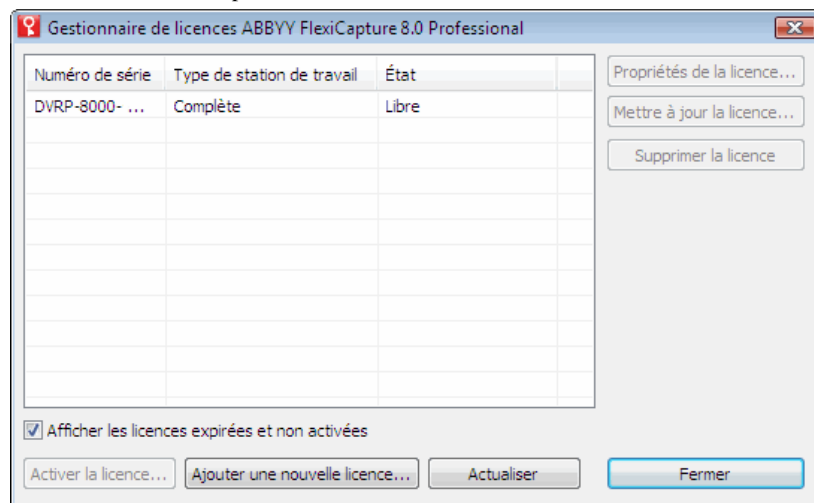 Gestionnaire de licences ABBYY FlexiCapture 8.0 Professional
Numéro de série Type de station de travail État
DVRP-8000- ... Complète Libre
Propriétés de la licence...
Mettre à jour la licence...
Supprimer la licence
Afficher les licences expirées et non activées
Activer la licence... Ajouter une nouvelle licence... Actualiser Fermer